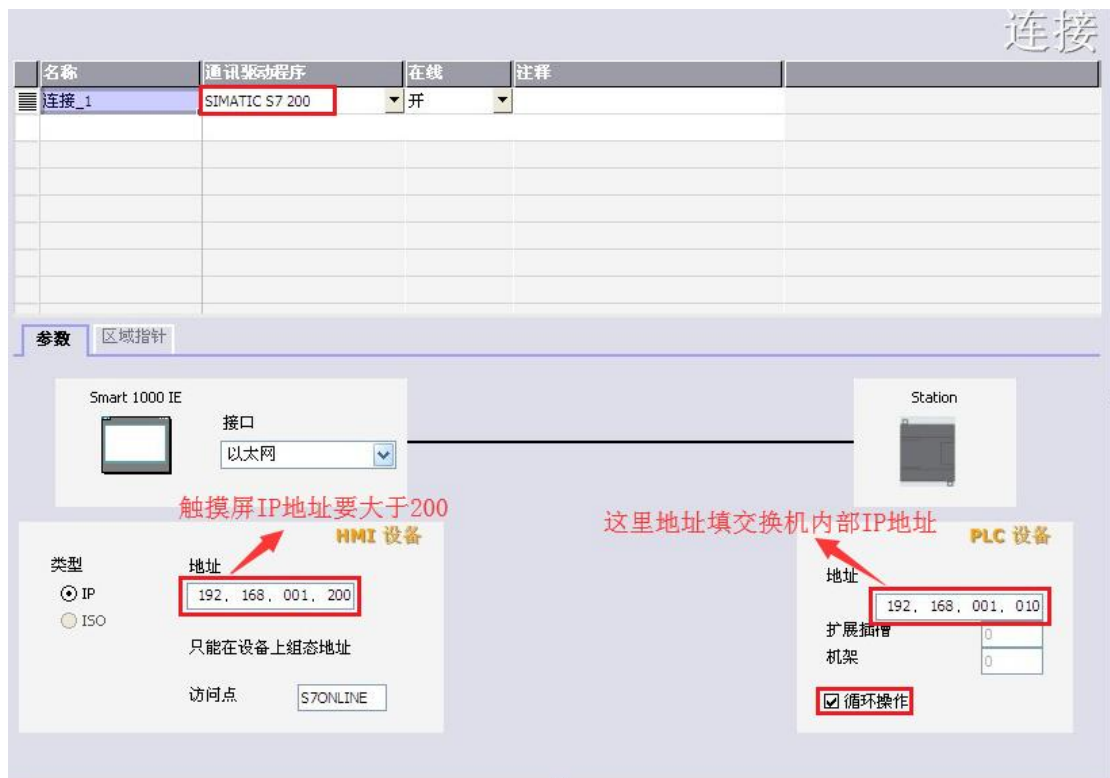 连接
名称 通讯驱动程序 在线 注释
连接_1 SIMATIC S7 200 开
参数 区域指针
Smart 1000 IE
接口
以太网
Station
触摸屏IP地址要大于200
HMI 设备
类型
IP
ISO
地址
192. 168. 001. 200
只能在设备上组态地址
访问点 S7ONLINE
这里地址填交换机内部IP地址
PLC 设备
地址
192. 168. 001. 010
扩展插槽 0
机架 0
循环操作